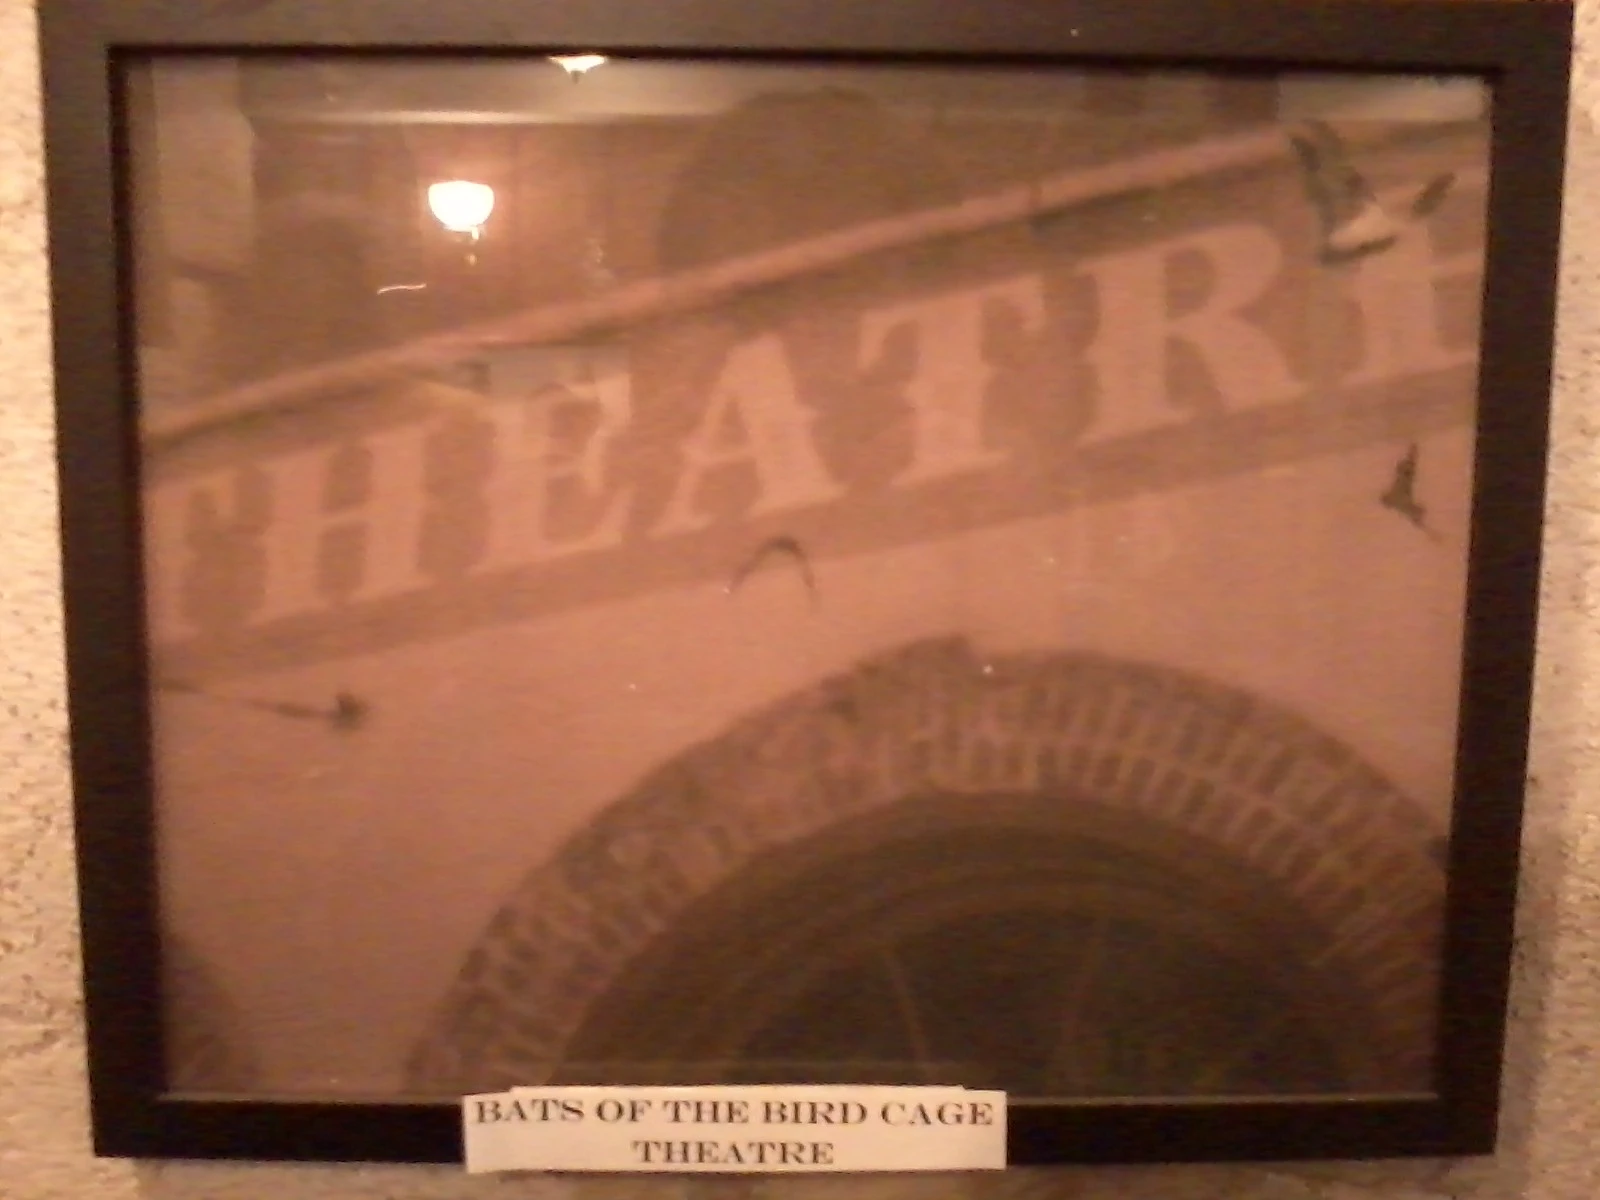 THEATRE
BATS OF THE BIRD CAGE
THEATRE